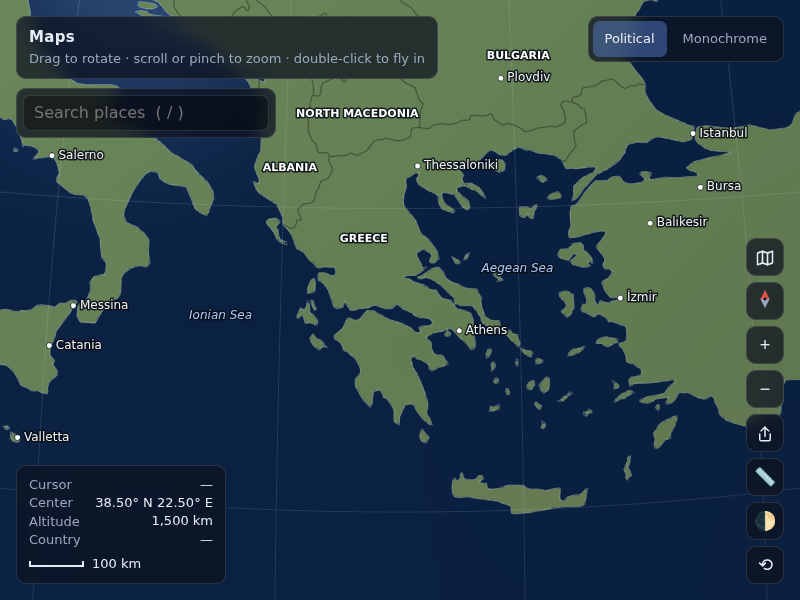 Maps
Drag to rotate · scroll or pinch to zoom · double-click to fly in
Political
Monochrome
Search places ( / )
BULGARIA
Plovdiv
NORTH MACEDONIA
Istanbul
Salerno
ALBANIA
Thessaloniki
Bursa
Balıkesir
GREECE
Aegean Sea
İzmir
Messina
Ionian Sea
Athens
Catania
+
−
Valletta
Cursor —
Center 38.50° N 22.50° E
Altitude 1,500 km
Country —
100 km